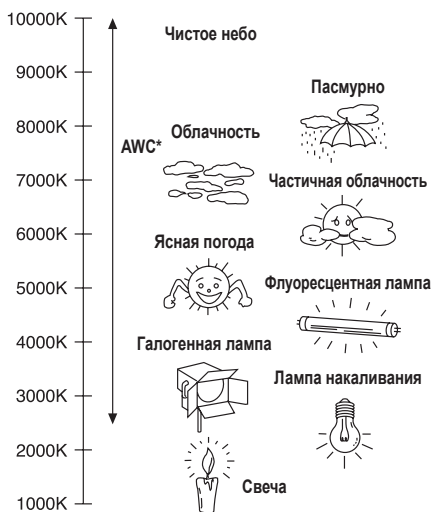 10000K
Чистое небо
9000K
Пасмурно
8000K
Облачность
AWC*
7000K
Частичная облачность
6000K
Ясная погода
5000K
Флуоресцентная лампа
4000K
Галогенная лампа
3000K
Лампа накаливания
2000K
Свеча
1000K